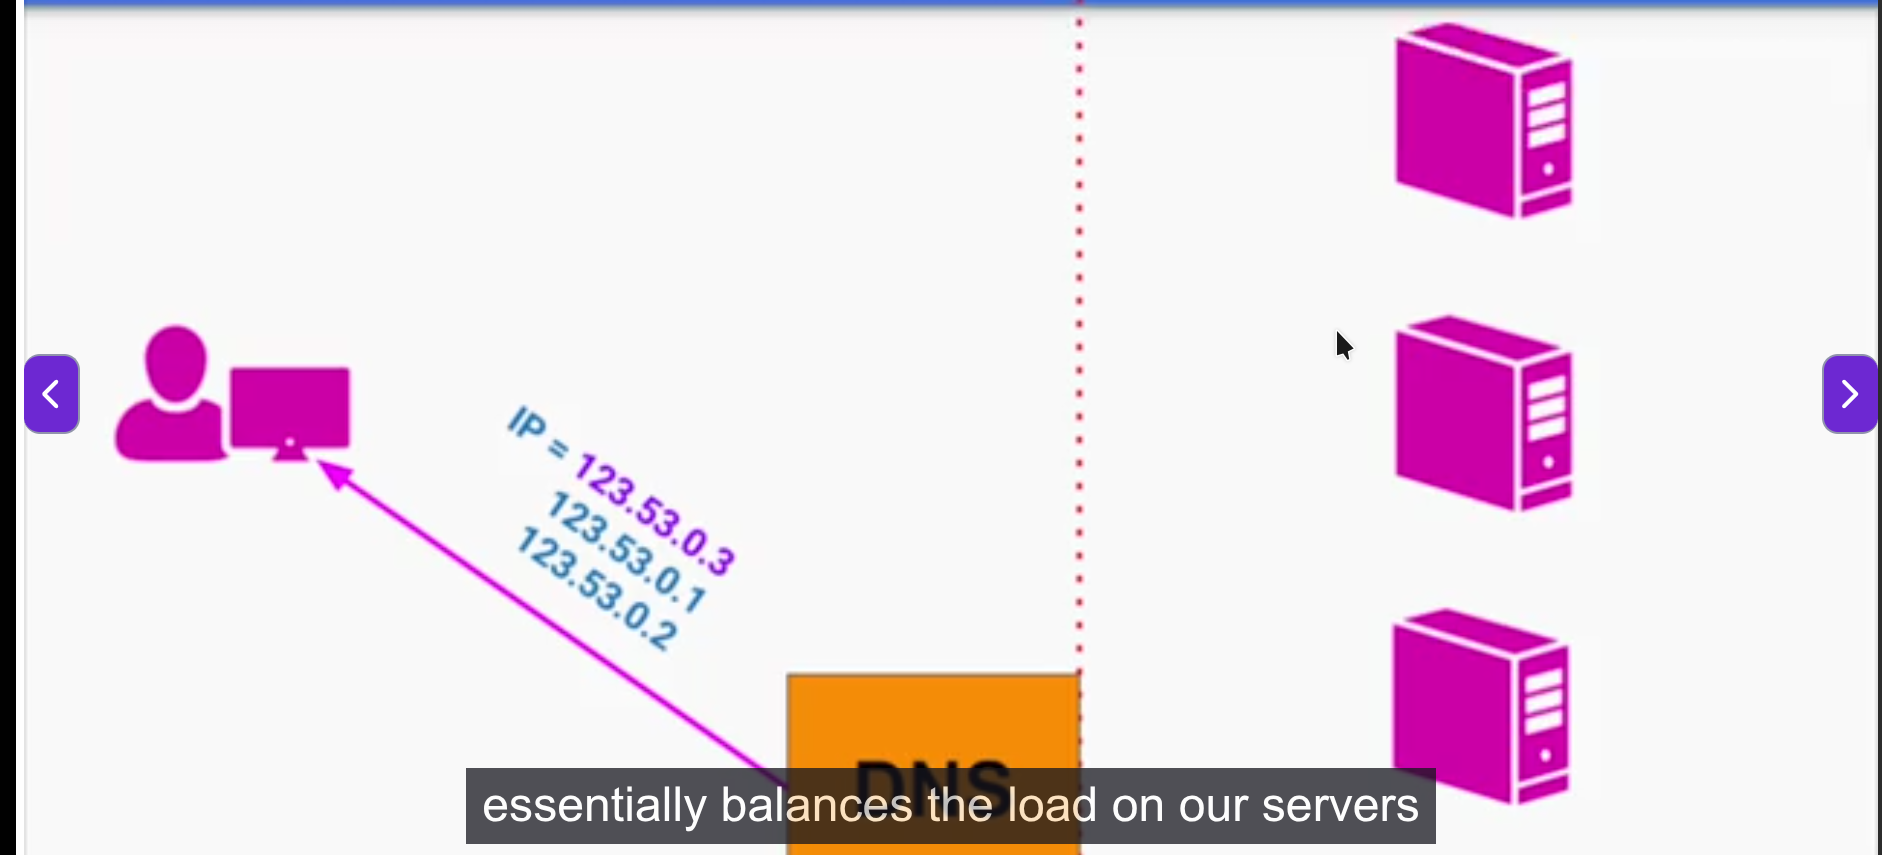 IP = 123.53.0.3
123.53.0.1
123.53.0.2
DNS
essentially balances the load on our servers